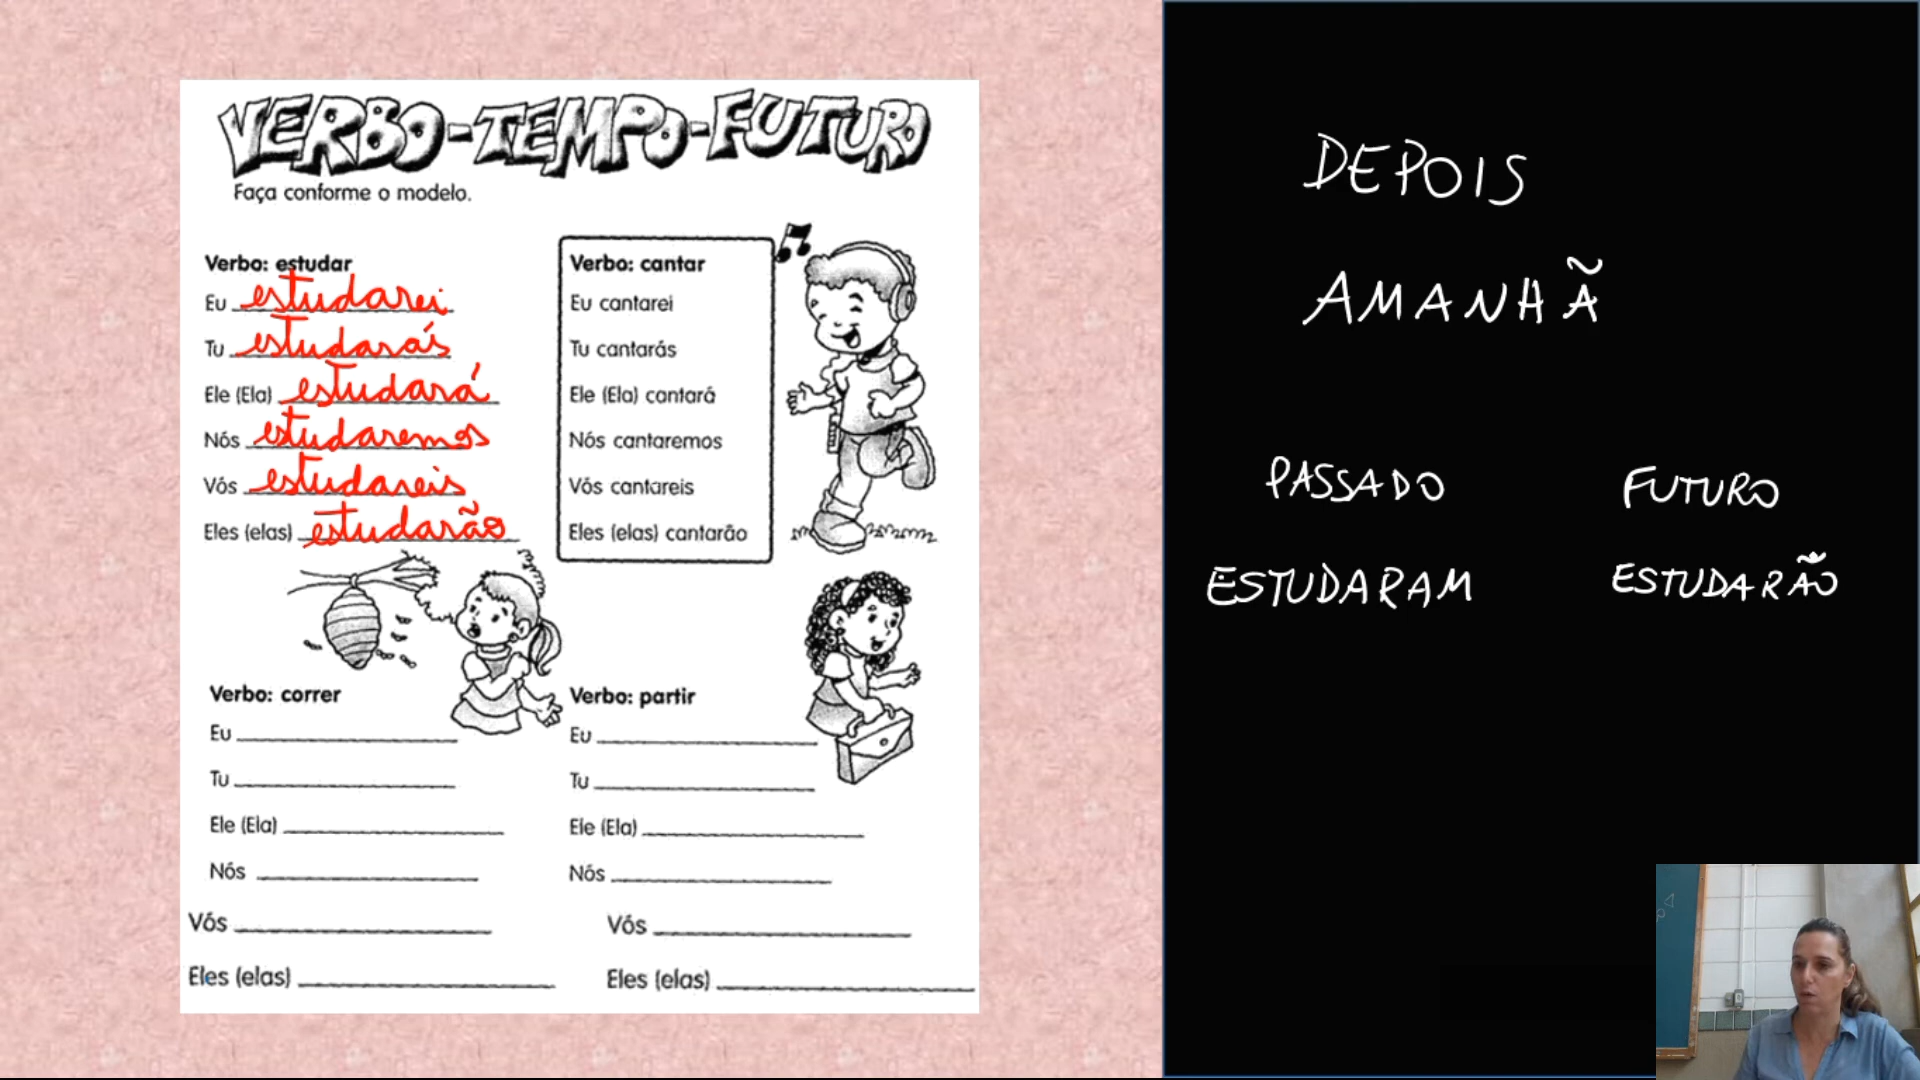 VERBO-TEMPO-FUTURO
Faça conforme o modelo.
Verbo: estudar
Eu estudarei
Tu estudarás
Ele (Ela) estudará
Nós estudaremos
Vós estudareis
Eles (elas) estudarão
Verbo: cantar
Eu cantarei
Tu cantarás
Ele (Ela) cantará
Nós cantaremos
Vós cantareis
Eles (elas) cantarão
Verbo: correr
Eu
Tu
Ele (Ela)
Nós
Vós
Eles (elas)
Verbo: partir
Eu
Tu
Ele (Ela)
Nós
Vós
Eles (elas)
DEPOIS
AMANHÃ
PASSADO FUTURO
ESTUDARAM ESTUDARÃO